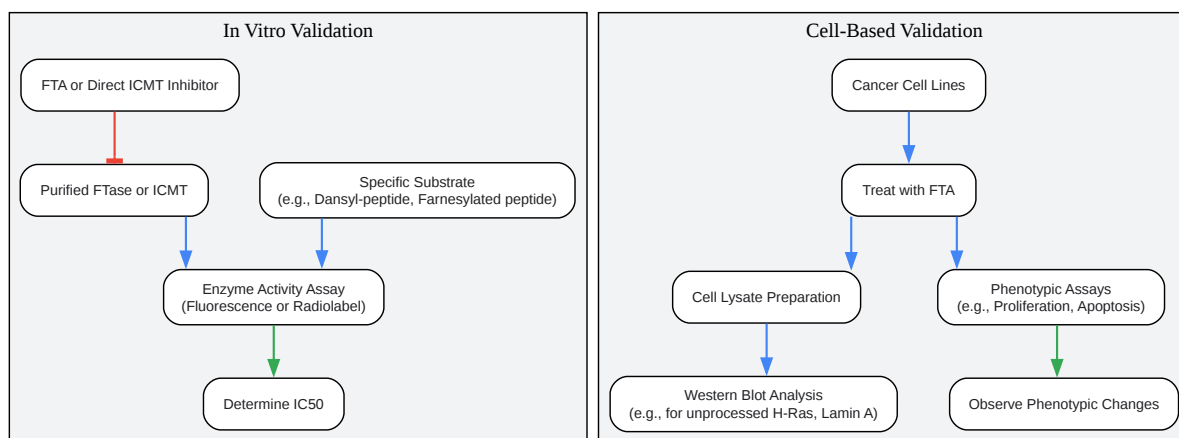 In Vitro Validation
FTA or Direct ICMT Inhibitor
Purified FTase or ICMT
Specific Substrate
(e.g., Dansyl-peptide, Farnesylated peptide)
Enzyme Activity Assay
(Fluorescence or Radiolabel)
Determine IC50
Cell-Based Validation
Cancer Cell Lines
Treat with FTA
Cell Lysate Preparation
Phenotypic Assays
(e.g., Proliferation, Apoptosis)
Western Blot Analysis
(e.g., for unprocessed H-Ras, Lamin A)
Observe Phenotypic Changes